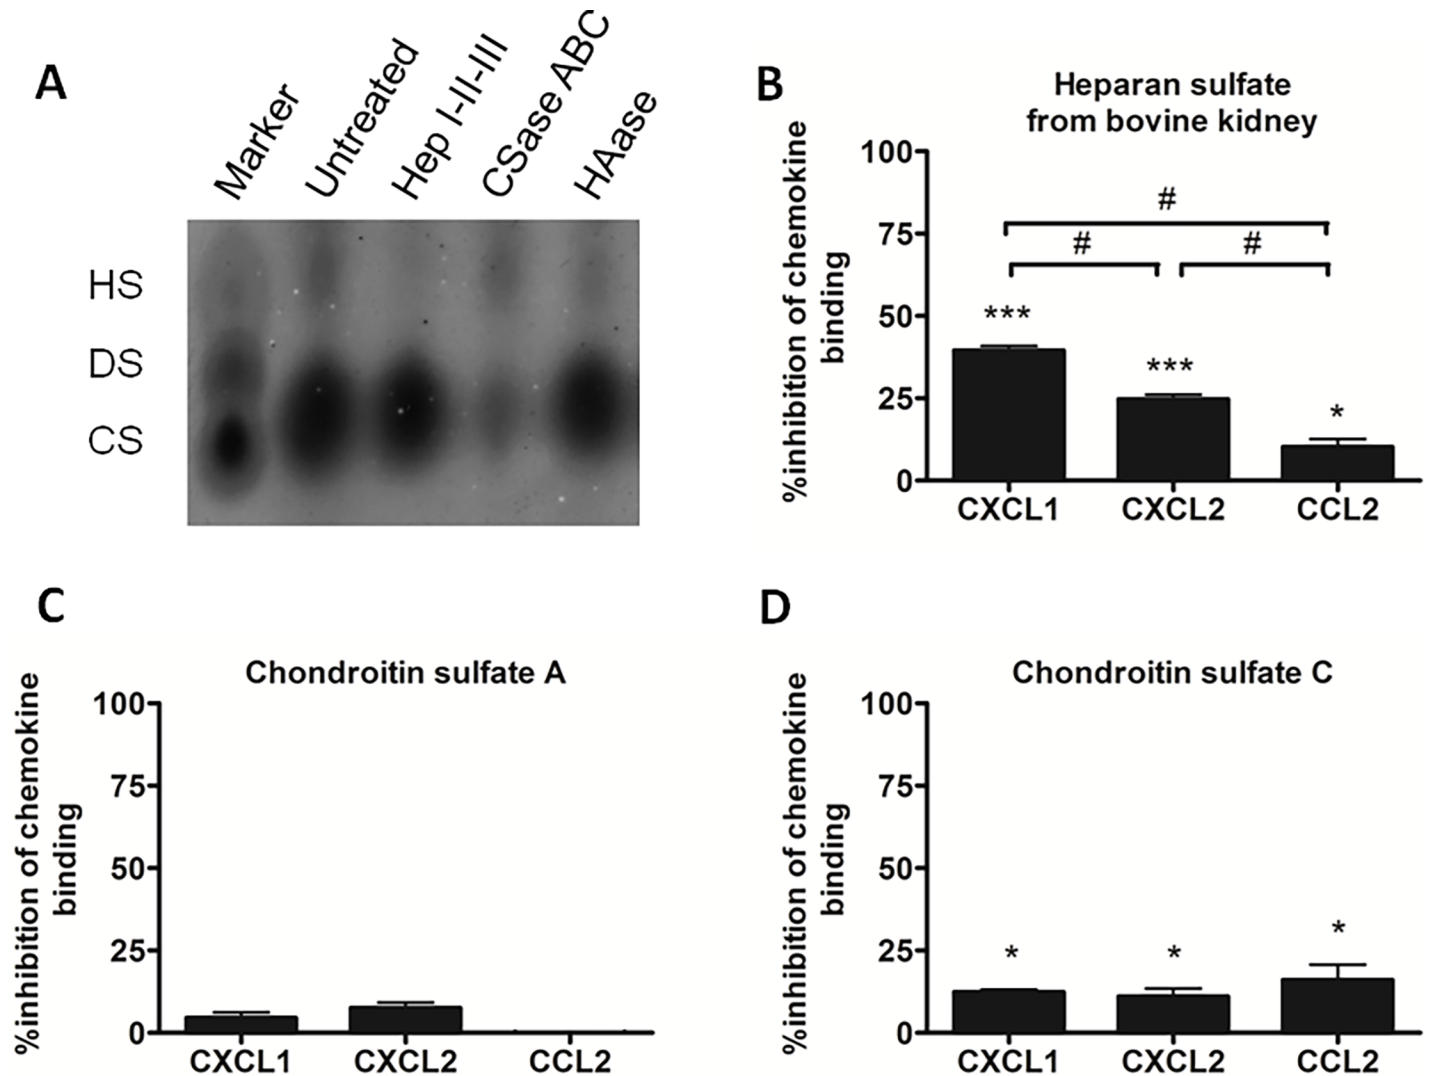 A
Marker
Untreated
Hep I-II-III
CSase ABC
HAase
HS
DS
CS
B
Heparan sulfate
from bovine kidney
%inhibition of chemokine
binding
100
75
50
25
0
#
#
#
***
***
*
CXCL1
CXCL2
CCL2
C
Chondroitin sulfate A
%inhibition of chemokine
binding
100
75
50
25
0
CXCL1
CXCL2
CCL2
D
Chondroitin sulfate C
%inhibition of chemokine
binding
100
75
50
25
0
*
*
*
CXCL1
CXCL2
CCL2